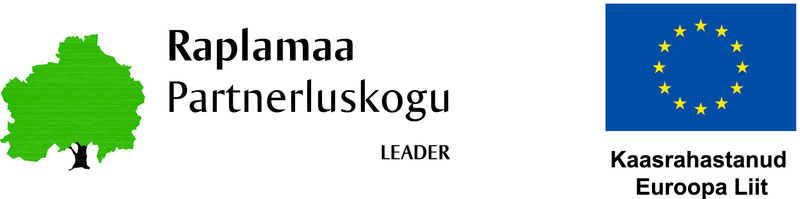 Raplamaa
Partnerluskogu
LEADER
Kaasrahastanud
Euroopa Liit